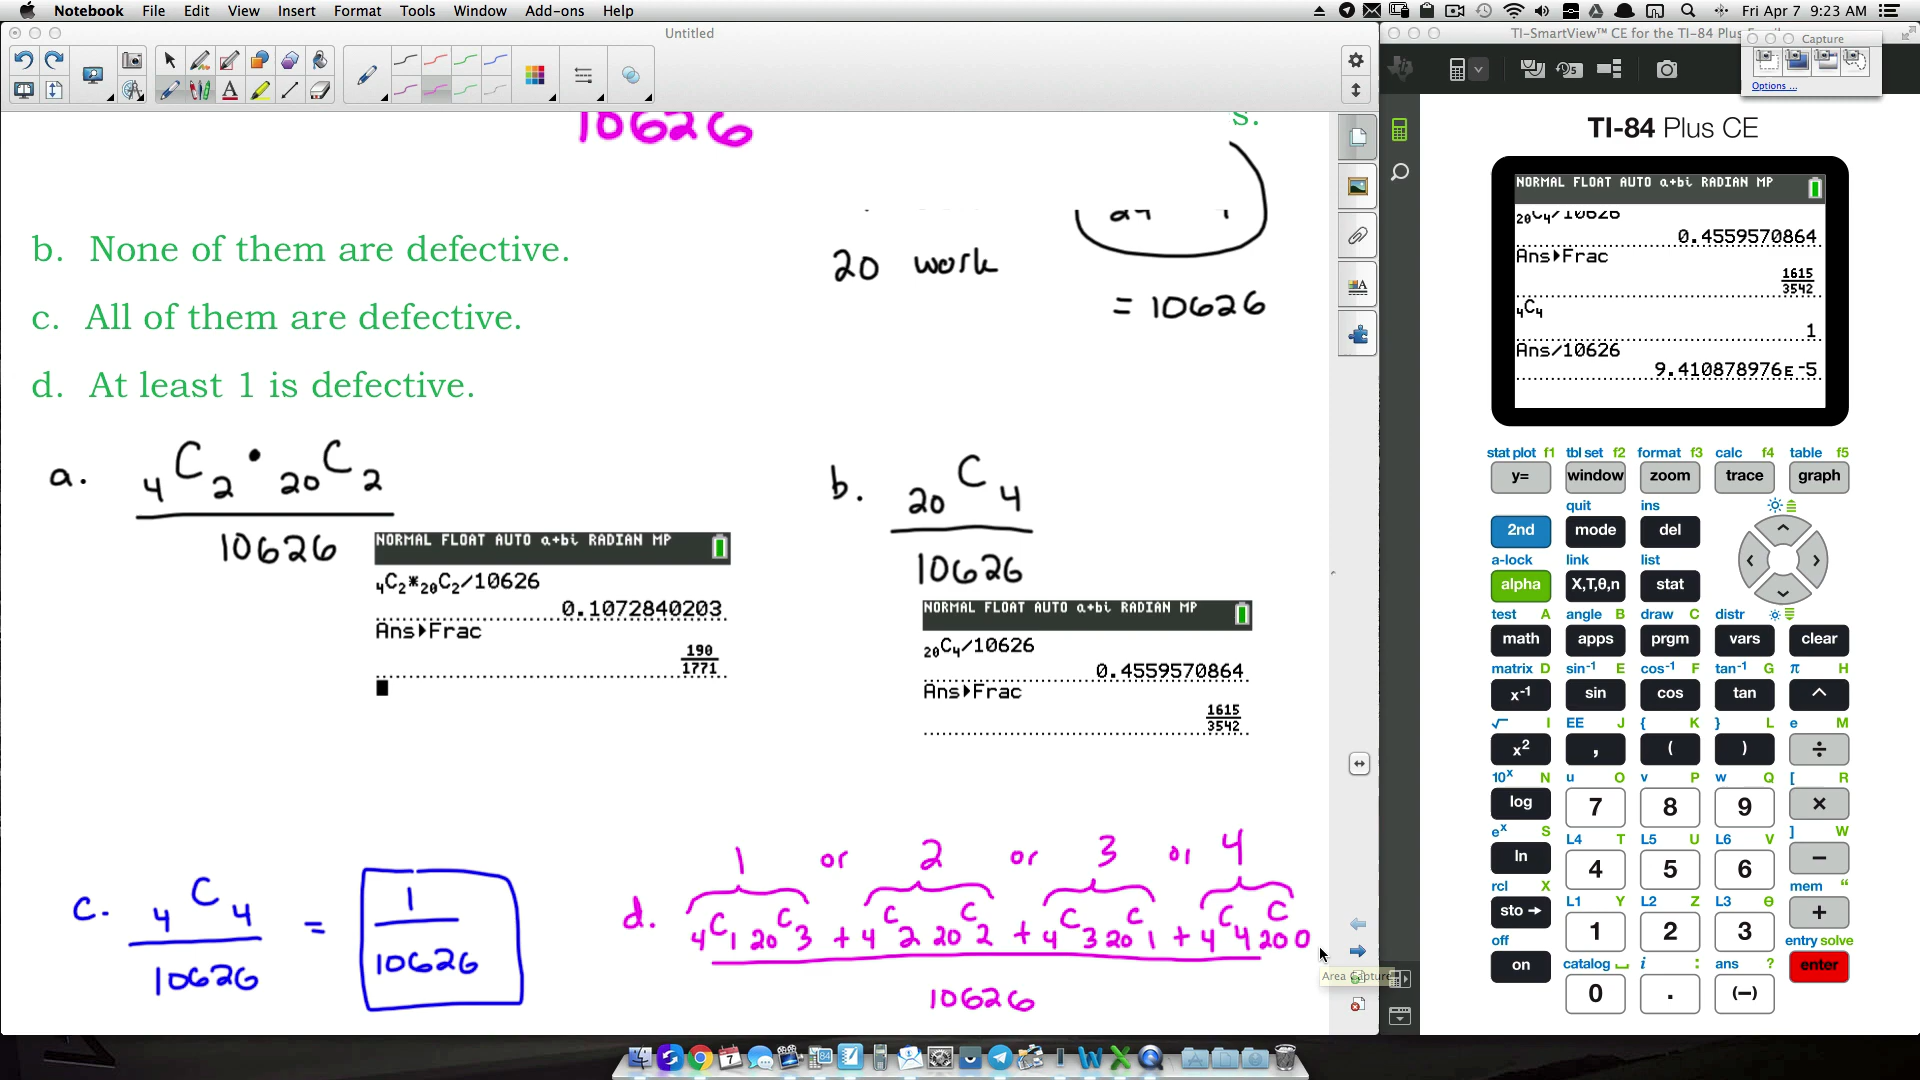 Notebook File Edit View Insert Format Tools Window Add-ons Help
Fri Apr 7 9:23 AM
Untitled
TI-SmartView™ CE for the TI-84 Plus
Capture
Options ...
10626
s.
b. None of them are defective.
c. All of them are defective.
d. At least 1 is defective.
20 work
= 10626
a. 4C2 • 20C2
10626
NORMAL FLOAT AUTO a+bi RADIAN MP
4C2*20C2/10626
0.1072840203
Ans▸Frac
190
1771
b. 20C4
10626
NORMAL FLOAT AUTO a+bi RADIAN MP
20C4/10626
0.4559570864
Ans▸Frac
1615
3542
c. 4C4 = 1
10626 10626
1 or 2 or 3 or 4
d. 4C1 20C3 + 4C2 20C2 + 4C3 20C1 + 4C4 20C0
10626
Area Capture
TI-84 Plus CE
NORMAL FLOAT AUTO a+bi RADIAN MP
20C4/10626
0.4559570864
Ans▸Frac
1615
3542
4C4
1
Ans/10626
9.410878976E-5
stat plot f1 tbl set f2 format f3 calc f4 table f5
y= window zoom trace graph
quit ins
2nd mode del
a-lock link list
alpha X,T,θ,n stat
test A angle B draw C distr
math apps prgm vars clear
matrix D sin-1 E cos-1 F tan-1 G π H
x-1 sin cos tan ^
√ I EE J { K } L e M
x2 , ( ) ÷
10x N u O v P w Q [ R
log 7 8 9 ×
ex S L4 T L5 U L6 V ] W
ln 4 5 6 −
rcl X L1 Y L2 Z L3 θ mem "
sto→ 1 2 3 +
off catalog i : ans ? entry solve
on 0 . (−) enter